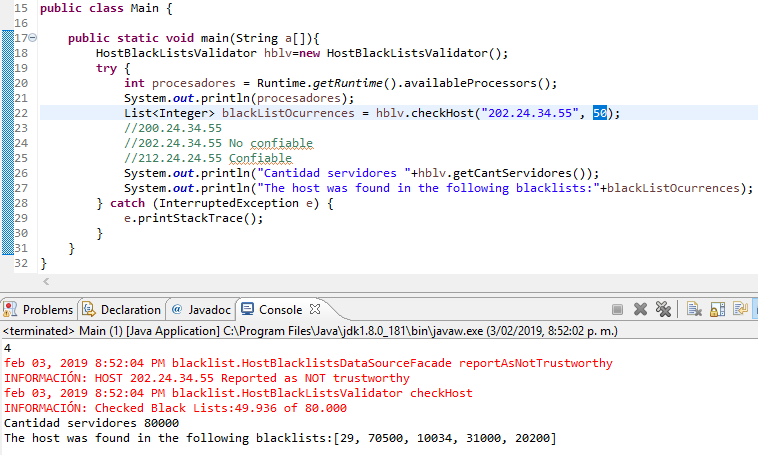 15 public class Main {
16
17 public static void main(String a[]){
18 HostBlackListsValidator hblv=new HostBlackListsValidator();
19 try {
20 int procesadores = Runtime.getRuntime().availableProcessors();
21 System.out.println(procesadores);
22 List<Integer> blackListOcurrences = hblv.checkHost("202.24.34.55", 50);
23 //200.24.34.55
24 //202.24.34.55 No confiable
25 //212.24.24.55 Confiable
26 System.out.println("Cantidad servidores "+hblv.getCantServidores());
27 System.out.println("The host was found in the following blacklists:"+blackListOcurrences);
28 } catch (InterruptedException e) {
29 e.printStackTrace();
30 }
31 }
32 }
Problems Declaration @ Javadoc Console
<terminated> Main (1) [Java Application] C:\Program Files\Java\jdk1.8.0_181\bin\javaw.exe (3/02/2019, 8:52:02 p. m.)
4
feb 03, 2019 8:52:04 PM blacklist.HostBlacklistsDataSourceFacade reportAsNotTrustworthy
INFORMACIÓN: HOST 202.24.34.55 Reported as NOT trustworthy
feb 03, 2019 8:52:04 PM blacklist.HostBlackListsValidator checkHost
INFORMACIÓN: Checked Black Lists:49.936 of 80.000
Cantidad servidores 80000
The host was found in the following blacklists:[29, 70500, 10034, 31000, 20200]